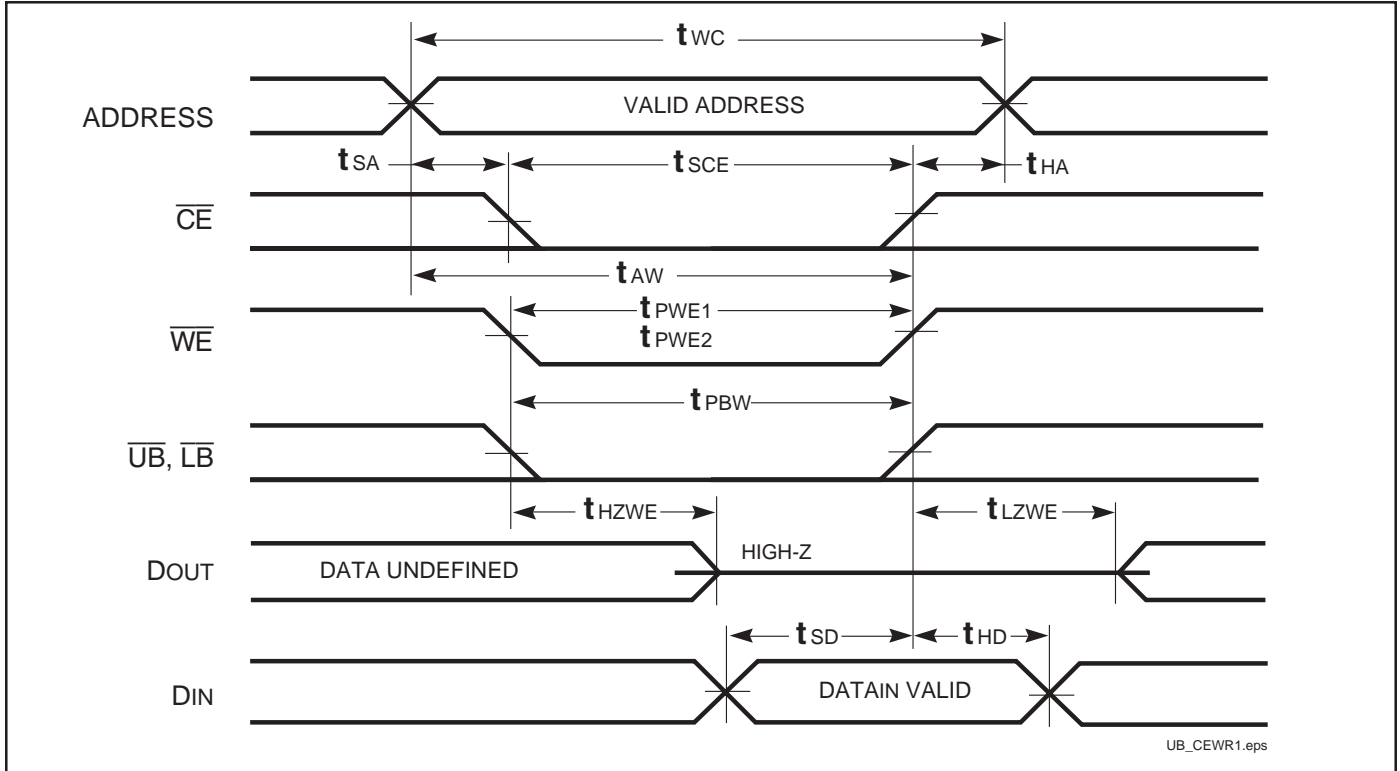 tWC
ADDRESS
VALID ADDRESS
tSA
tSCE
tHA
CE
tAW
tPWE1
WE
tPWE2
tPBW
UB, LB
tHZWE
tLZWE
HIGH-Z
DOUT
DATA UNDEFINED
tSD
tHD
DIN
DATAIN VALID
UB_CEWR1.eps